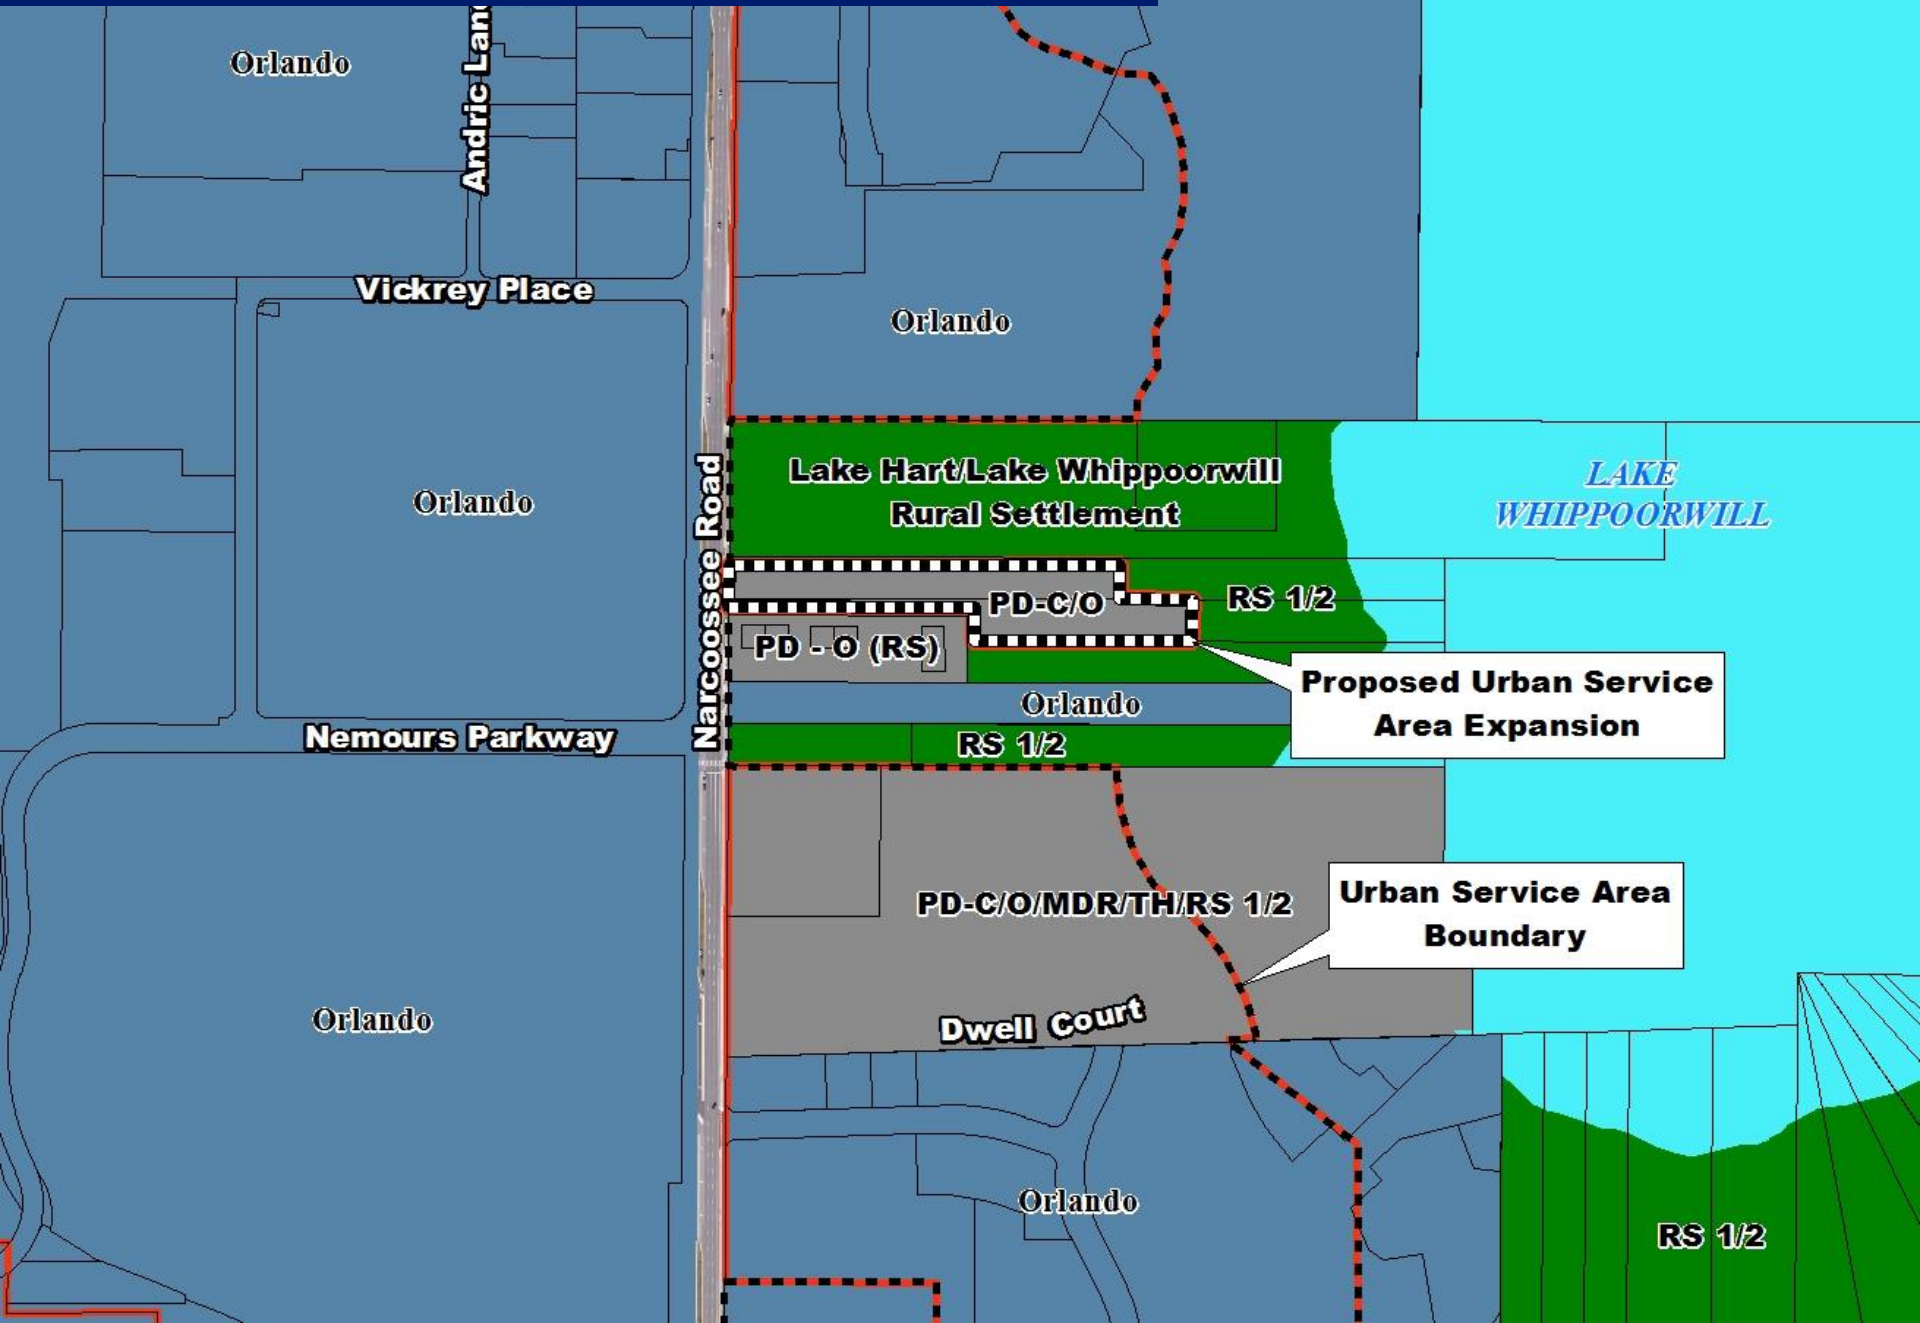 Orlando
Andric Lane
Vickrey Place
Orlando
Lake Hart/Lake Whippoorwill
Rural Settlement
LAKE
WHIPPOORWILL
Orlando
Narcoossee Road
PD-C/O
RS 1/2
PD - O (RS)
Proposed Urban Service
Area Expansion
Orlando
Nemours Parkway
RS 1/2
PD-C/O/MDR/TH/RS 1/2
Urban Service Area
Boundary
Orlando
Dwell Court
Orlando
RS 1/2